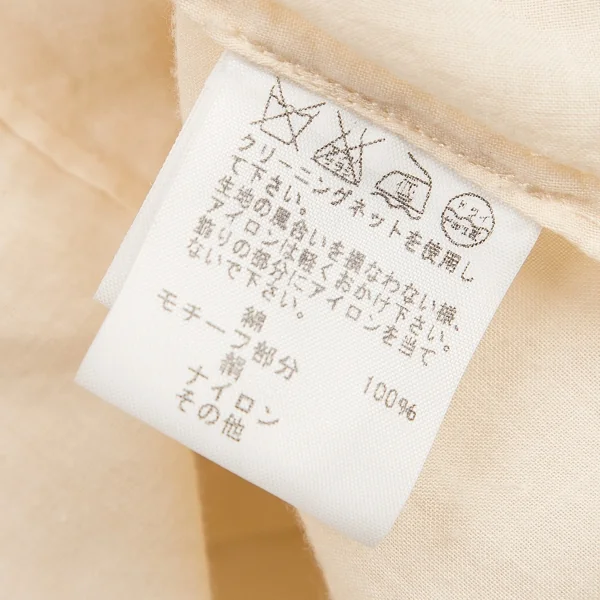 クリーニングネットを使用し
て下さい。
生地の風合いを損なわない様、
アイロンは軽くおかけ下さい。
飾りの部分にアイロンを当て
ないで下さい。
綿 100%
モチーフ部分
絹
ナイロン
その他